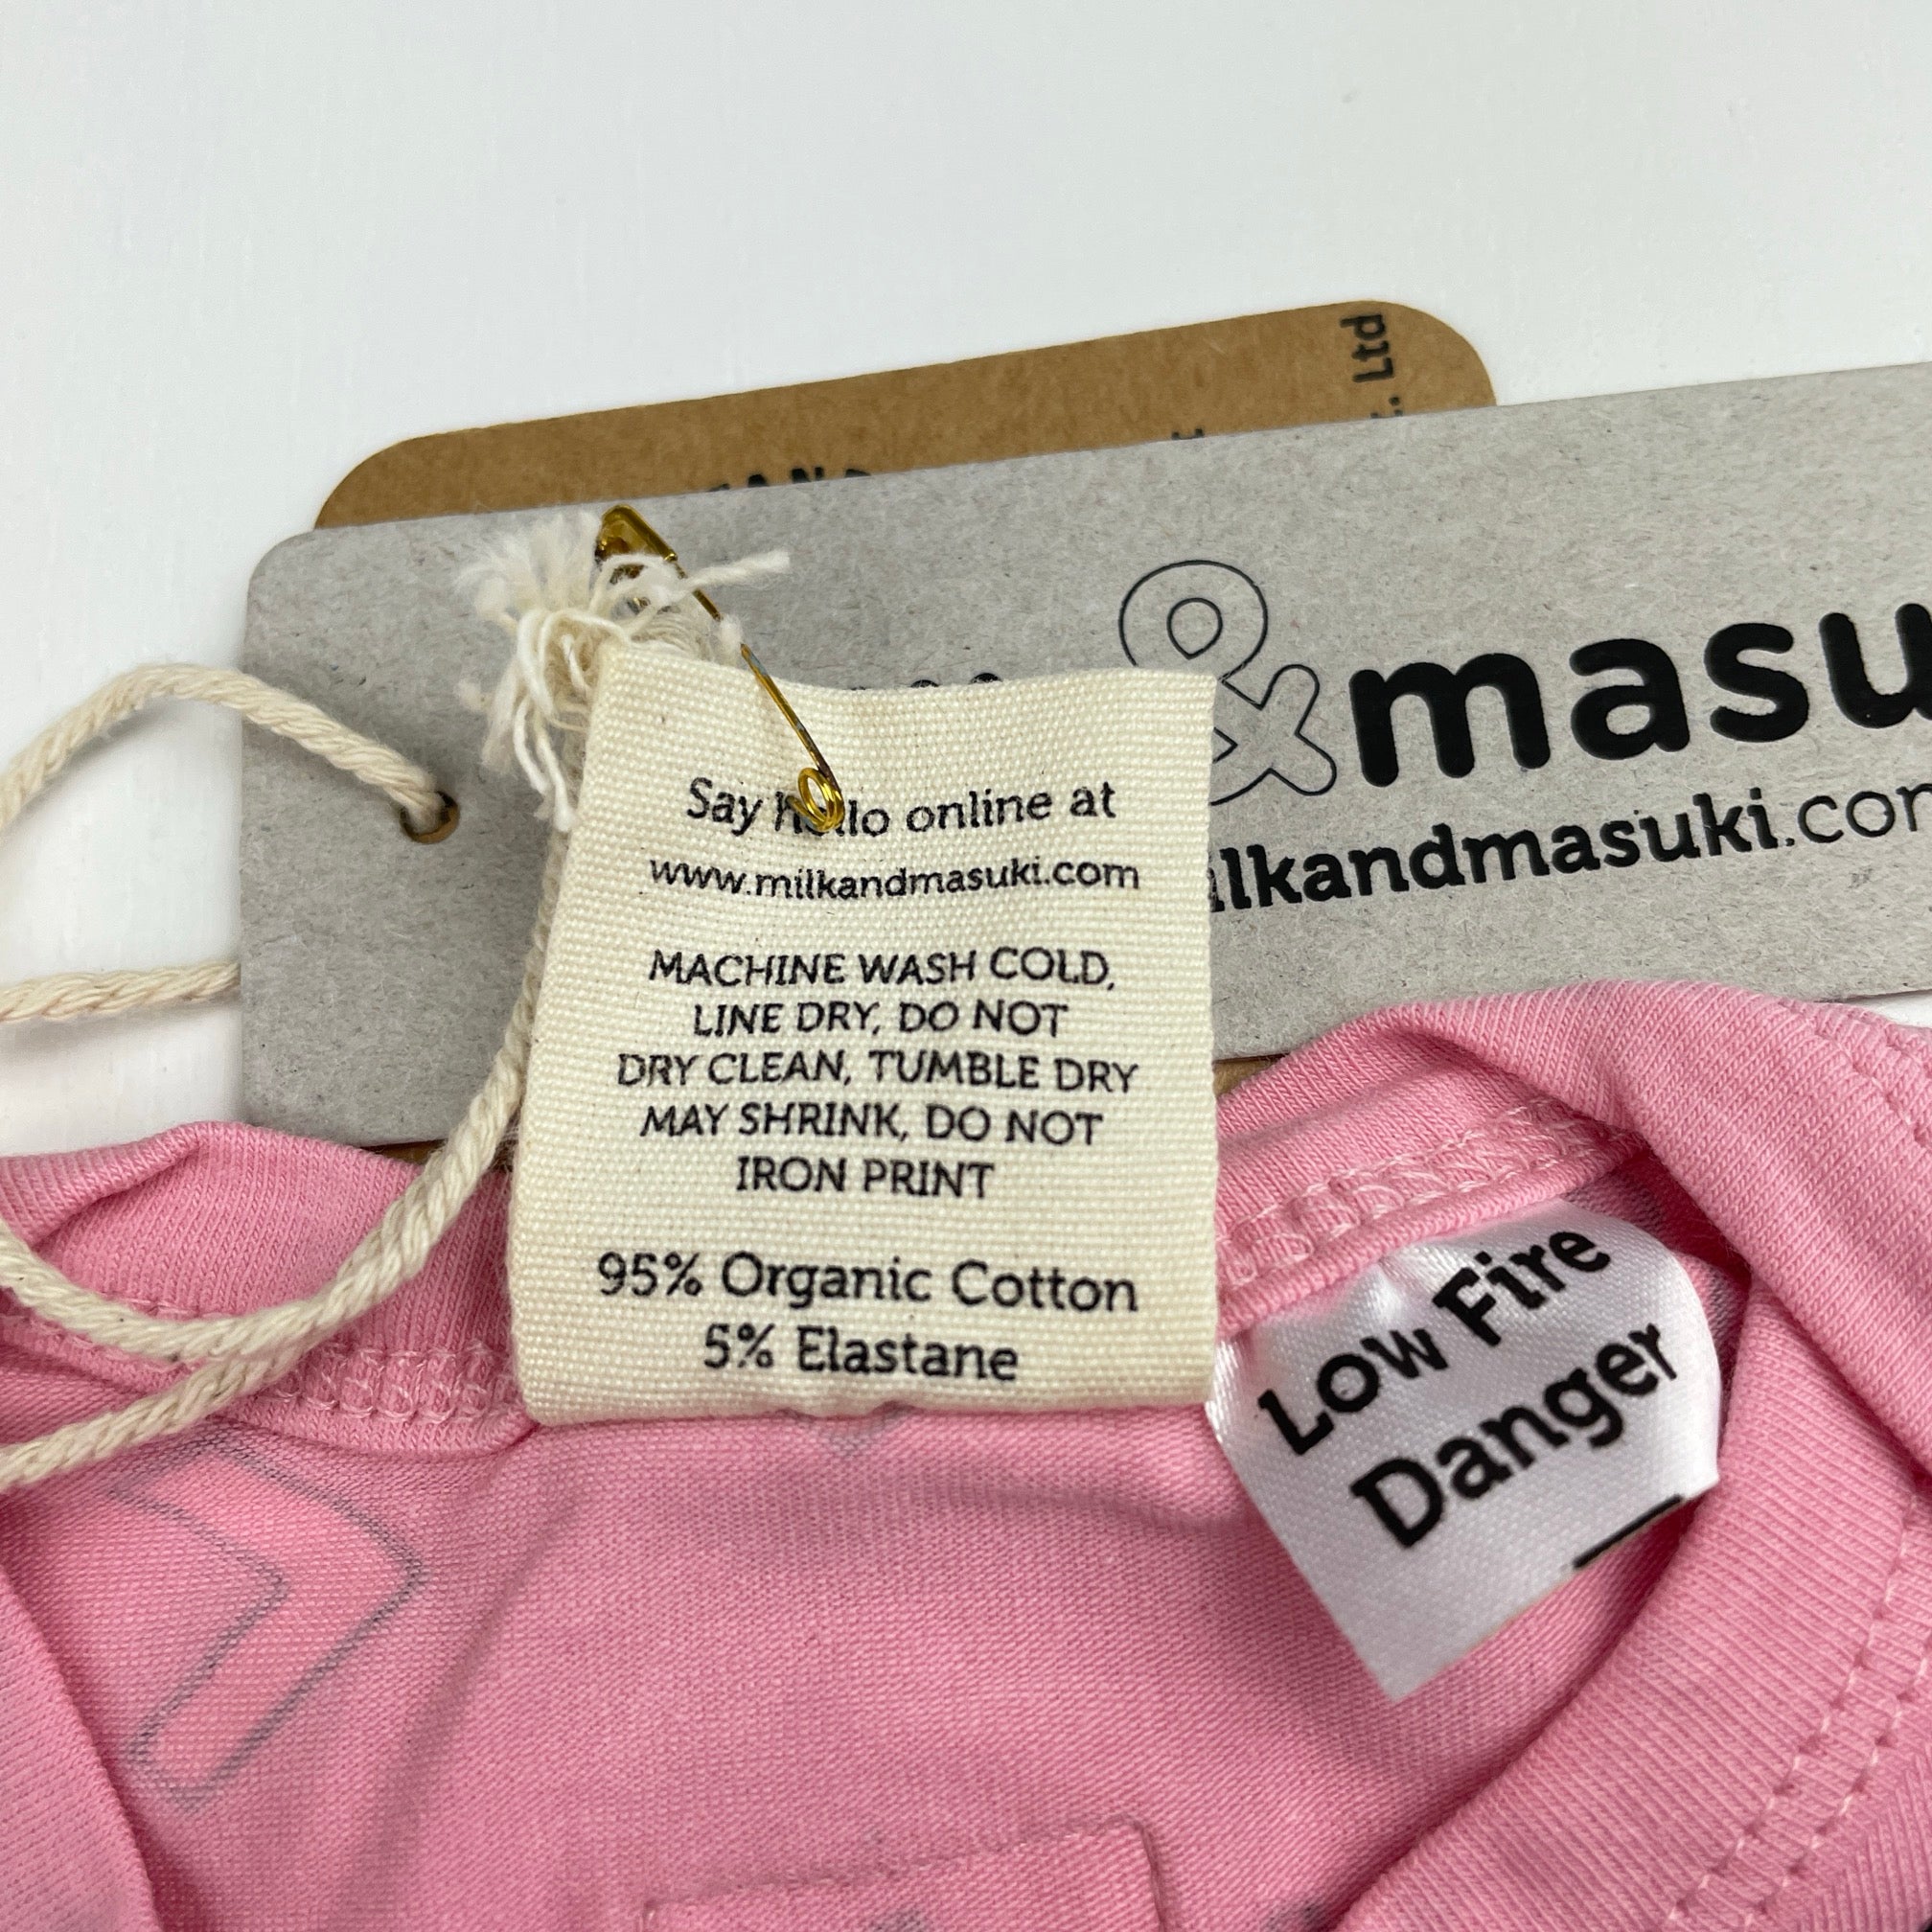 Ltd
&masu
ilkandmasuki.com
Say hello online at
www.milkandmasuki.com
MACHINE WASH COLD,
LINE DRY, DO NOT
DRY CLEAN, TUMBLE DRY
MAY SHRINK, DO NOT
IRON PRINT
95% Organic Cotton
5% Elastane
Low Fire
Danger